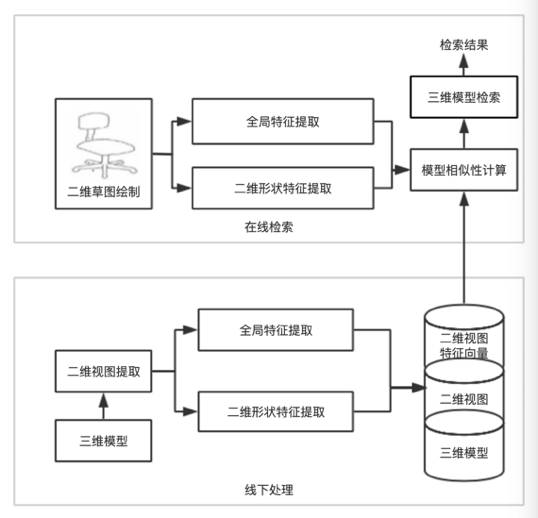 检索结果
三维模型检索
全局特征提取
模型相似性计算
二维草图绘制
二维形状特征提取
在线检索
全局特征提取
二维视图
特征向量
二维视图提取
二维视图
二维形状特征提取
三维模型
三维模型
线下处理